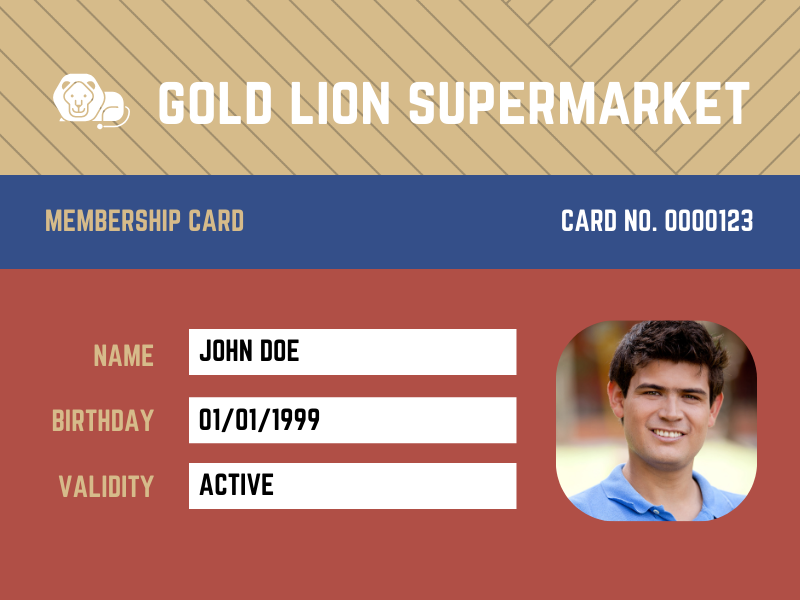 GOLD LION SUPERMARKET
MEMBERSHIP CARD
CARD NO. 0000123
NAME JOHN DOE
BIRTHDAY 01/01/1999
VALIDITY ACTIVE